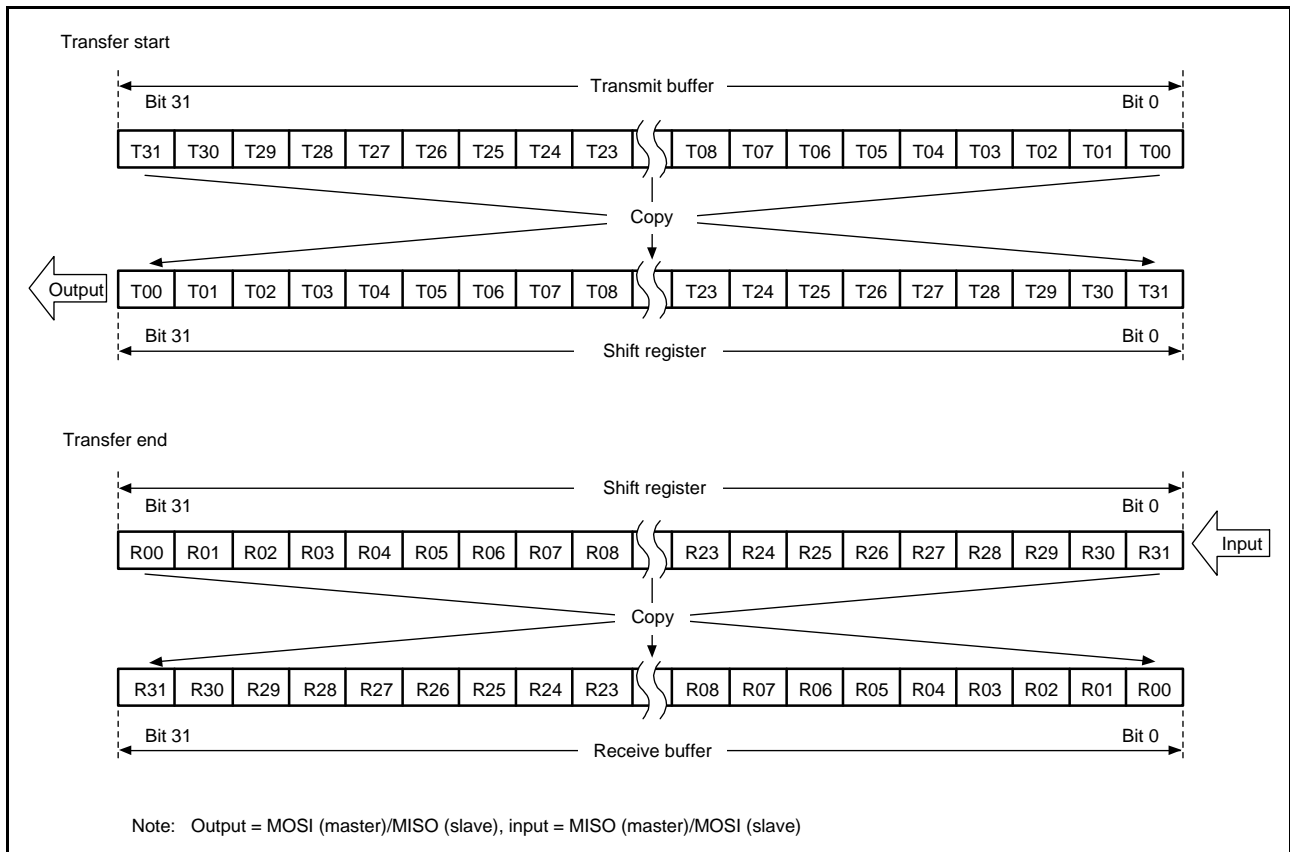 Transfer start
Transmit buffer
Bit 31 Bit 0
T31 T30 T29 T28 T27 T26 T25 T24 T23 T08 T07 T06 T05 T04 T03 T02 T01 T00
Copy
Output T00 T01 T02 T03 T04 T05 T06 T07 T08 T23 T24 T25 T26 T27 T28 T29 T30 T31
Bit 31 Bit 0
Shift register
Transfer end
Shift register
Bit 31 Bit 0
R00 R01 R02 R03 R04 R05 R06 R07 R08 R23 R24 R25 R26 R27 R28 R29 R30 R31 Input
Copy
R31 R30 R29 R28 R27 R26 R25 R24 R23 R08 R07 R06 R05 R04 R03 R02 R01 R00
Bit 31 Bit 0
Receive buffer
Note: Output = MOSI (master)/MISO (slave), input = MISO (master)/MOSI (slave)